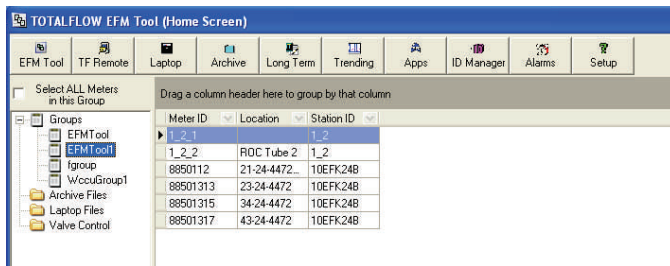 TOTALFLOW EFM Tool (Home Screen)
EFM Tool TF Remote Laptop Archive Long Term Trending Apps ID Manager Alarms Setup
Select ALL Meters
in this Group
Drag a column header here to group by that column
Groups
EFMTool
EFMTool1
fgroup
WccuGroup1
Archive Files
Laptop Files
Valve Control
Meter ID Location Station ID
1_2_1 1_2
1_2_2 ROC Tube 2 1_2
8850112 21-24-4472... 10EFK24B
88501313 23-24-4472 10EFK24B
88501315 34-24-4472 10EFK24B
88501317 43-24-4472 10EFK24B